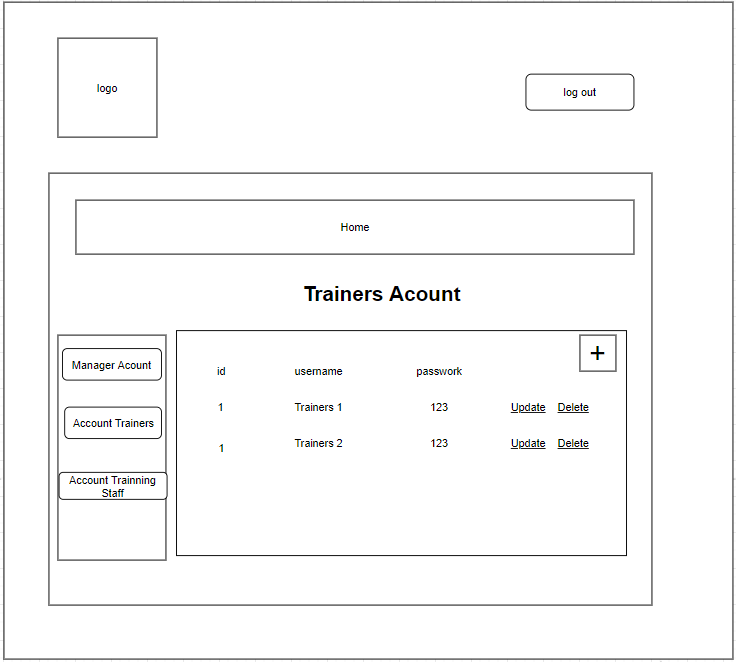 logo
log out
Home
Trainers Acount
Manager Acount
Account Trainers
Account Trainning
Staff
+
id username passwork
1 Trainers 1 123 Update Delete
1 Trainers 2 123 Update Delete